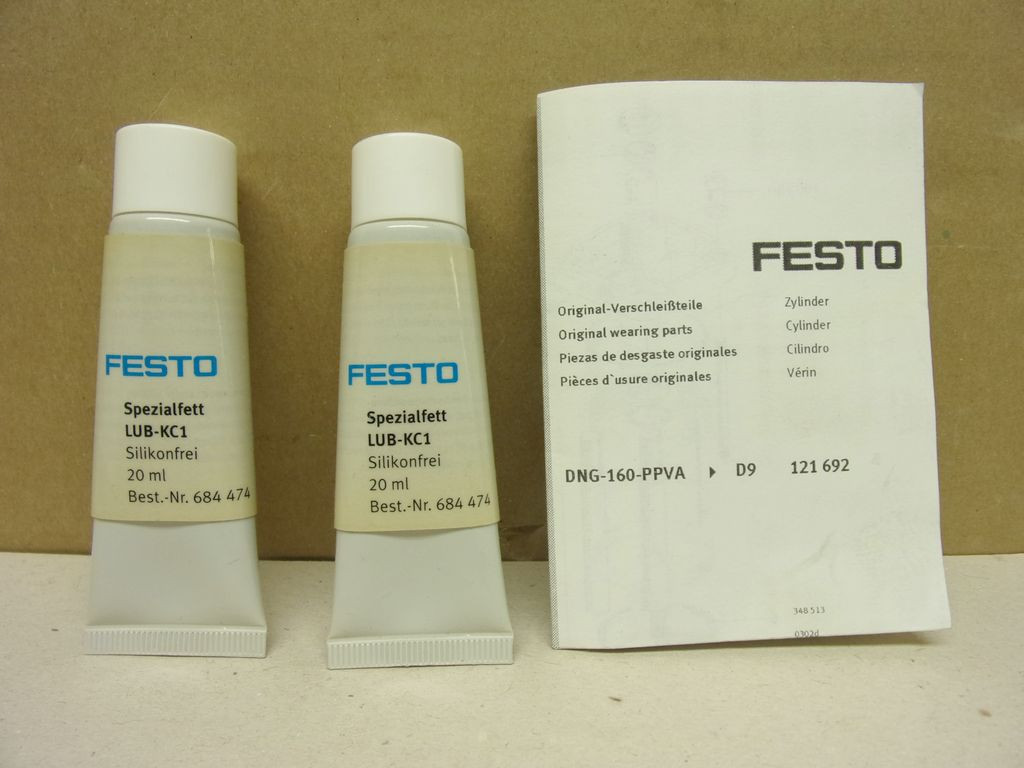 FESTO
Spezialfett
LUB-KC1
Silikonfrei
20 ml
Best.-Nr. 684 474
FESTO
Spezialfett
LUB-KC1
Silikonfrei
20 ml
Best.-Nr. 684 474
FESTO
Original-Verschleißteile Zylinder
Original wearing parts Cylinder
Piezas de desgaste originales Cilindro
Pièces d`usure originales Vérin
DNG-160-PPVA ▶ D9 121 692
348 513
0302d